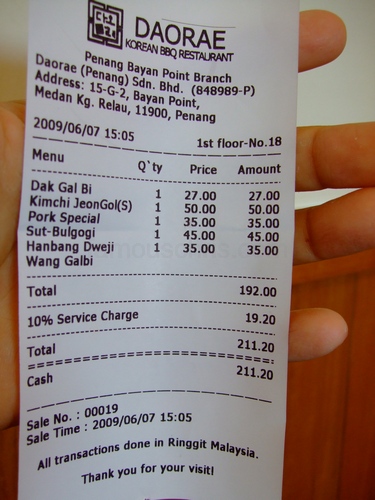 DAORAE
KOREAN BBQ RESTAURANT
Penang Bayan Point Branch
Daorae (Penang) Sdn. Bhd. (848989-P)
Address: 15-G-2, Bayan Point,
Medan Kg. Relau, 11900, Penang
2009/06/07 15:05 1st floor-No.18
Menu Q`ty Price Amount
Dak Gal Bi 1 27.00 27.00
Kimchi JeonGol(S) 1 50.00 50.00
Pork Special 1 35.00 35.00
Sut-Bulgogi 1 45.00 45.00
Hanbang Dweji 1 35.00 35.00
Wang Galbi
Total 192.00
10% Service Charge 19.20
Total 211.20
Cash 211.20
Sale No. : 00019
Sale Time : 2009/06/07 15:05
All transactions done in Ringgit Malaysia.
Thank you for your visit!